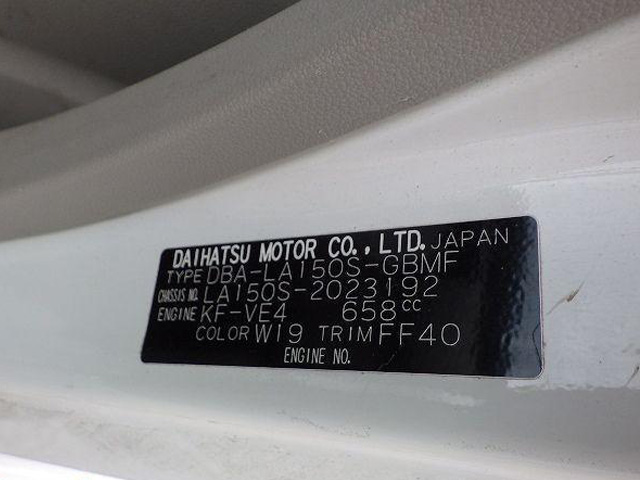 DAIHATSU MOTOR CO., LTD. JAPAN
TYPE DBA-LA150S-GBMF
CHASSIS NO. LA150S-2023192
ENGINE KF-VE4 658cc
COLOR W19 TRIM FF40
ENGINE NO.